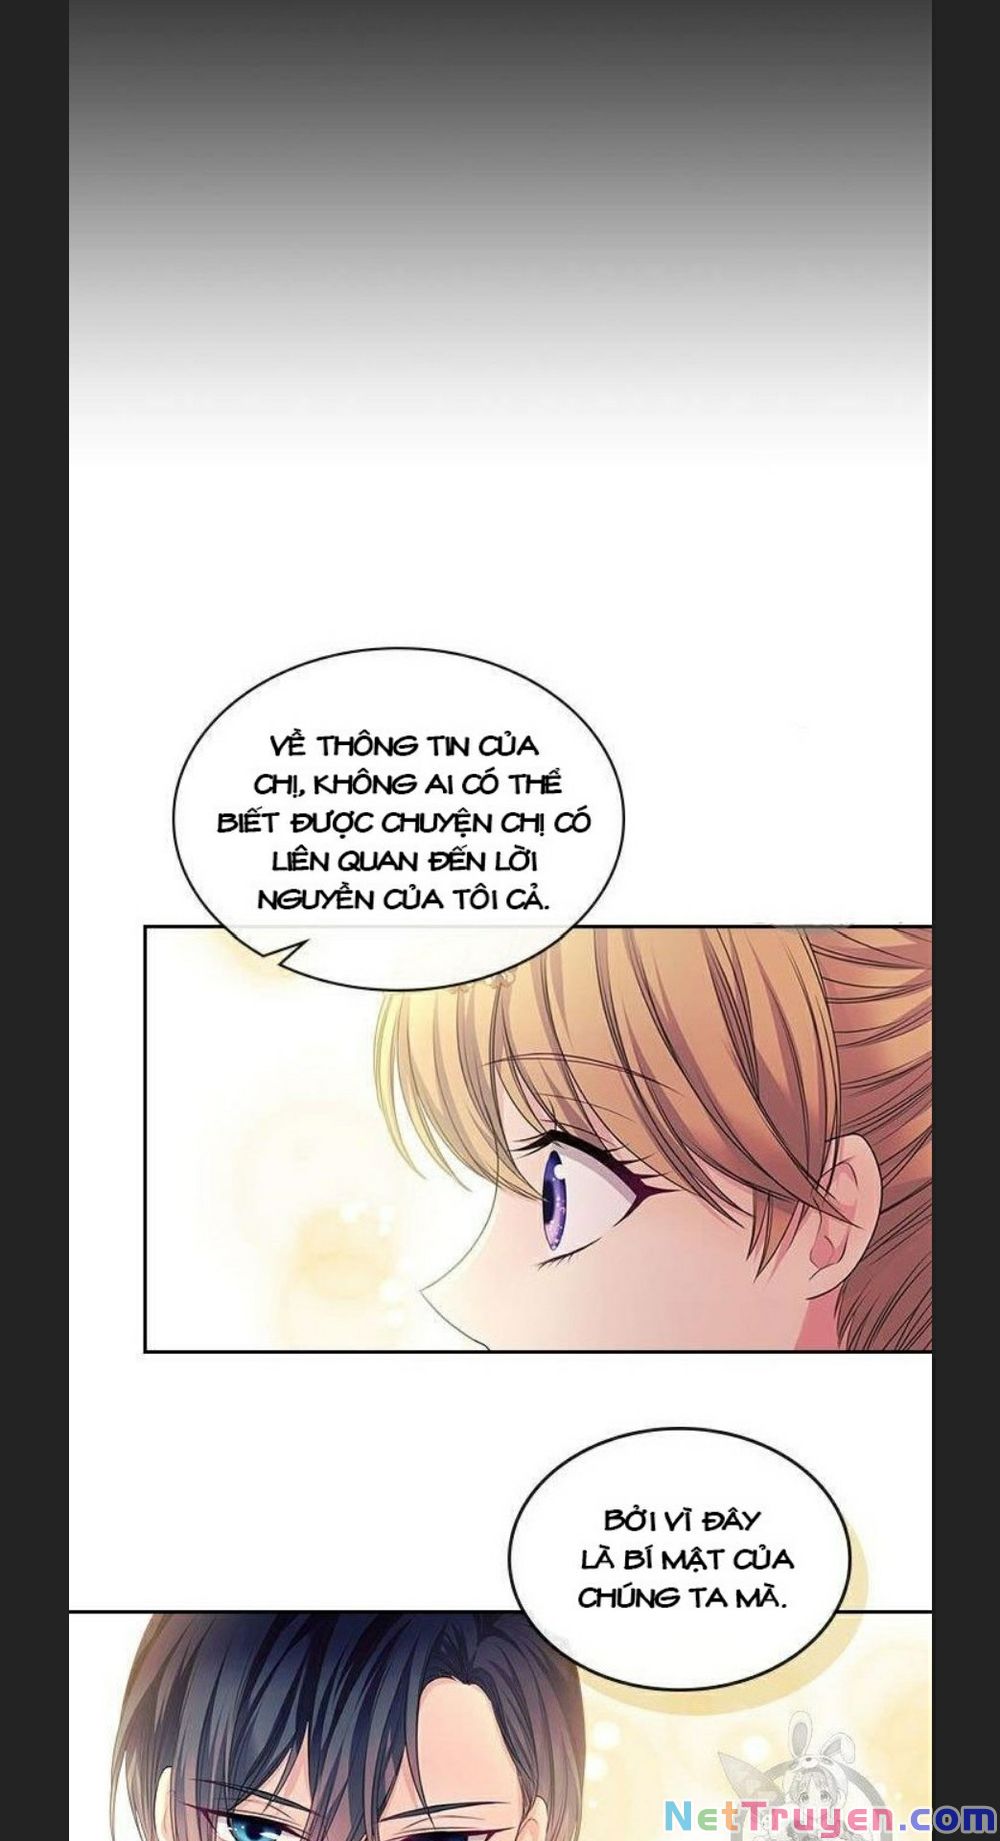 VỀ THÔNG TIN CỦA
CHỊ, KHÔNG AI CÓ THỂ
BIẾT ĐƯỢC CHUYỆN CHỊ CÓ
LIÊN QUAN ĐẾN LỜI
NGUYỀN CỦA TÔI CẢ.
BỞI VÌ ĐÂY
LÀ BÍ MẬT CỦA
CHÚNG TA MÀ.
NetTruyen.com